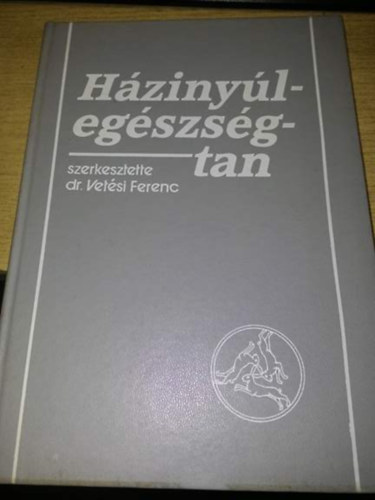 Házinyúl-
egészség-
tan
szerkesztette
dr. Vetési Ferenc